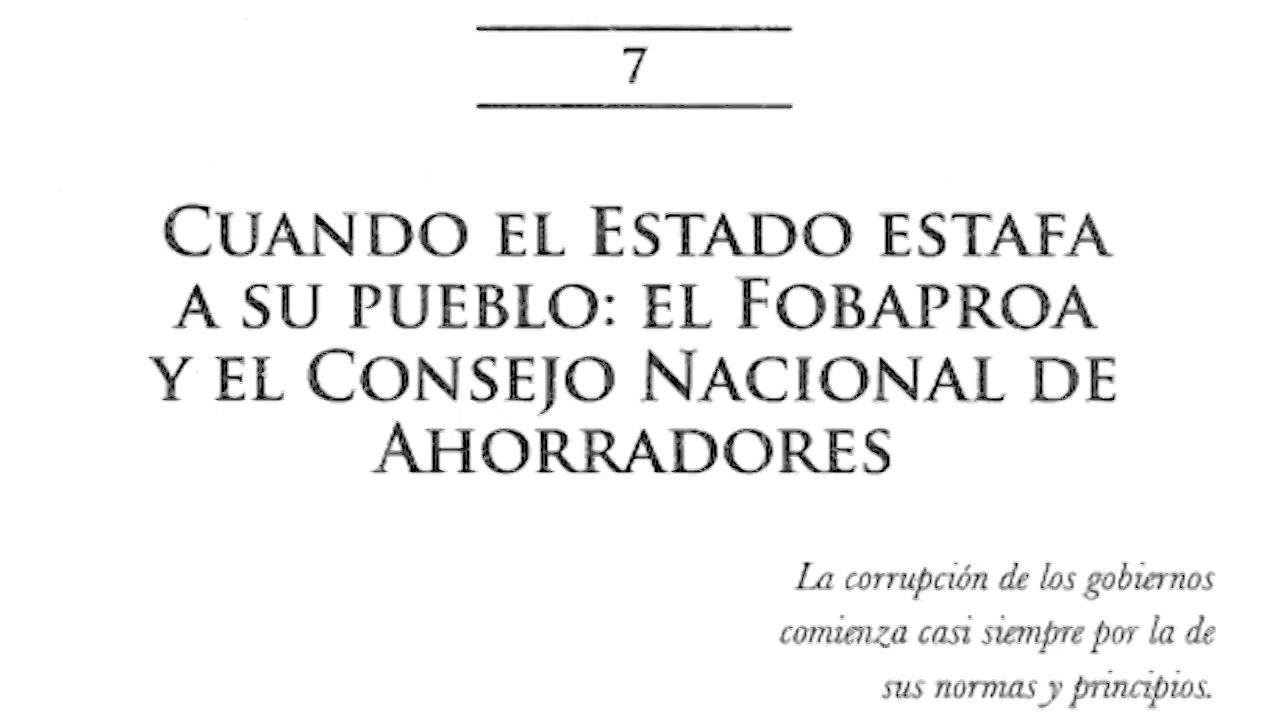 7
Cuando el Estado estafa
a su pueblo: el Fobaproa
y el Consejo Nacional de
Ahorradores
La corrupción de los gobiernos
comienza casi siempre por la de
sus normas y principios.